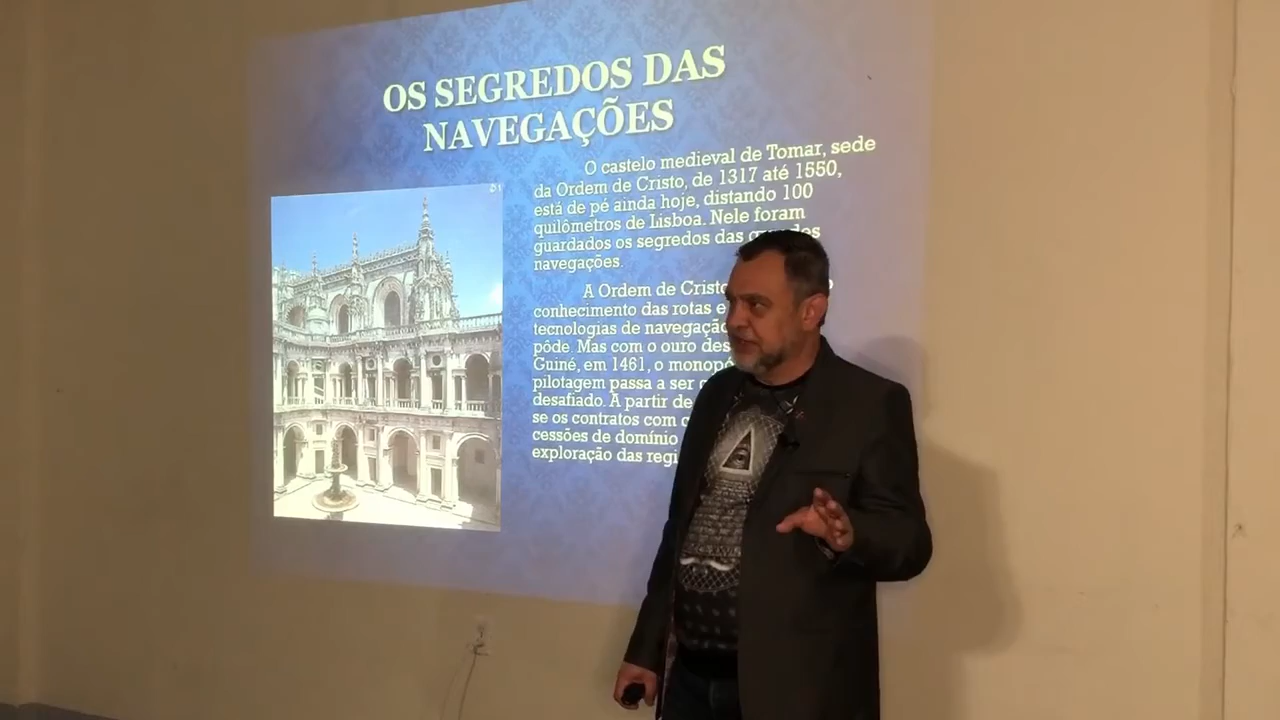 OS SEGREDOS DAS
NAVEGAÇÕES
O castelo medieval de Tomar, sede
da Ordem de Cristo, de 1317 até 1550,
está de pé ainda hoje, distando 100
quilômetros de Lisboa. Nele foram
guardados os segredos das
navegações.
A Ordem de Cristo
conhecimento das rotas e
tecnologias de navegação
pôde. Mas com o ouro
Guiné, em 1461, o
pilotagem passa a ser
desafiado. A partir de
se os contratos com
cessões de domínio
exploração das